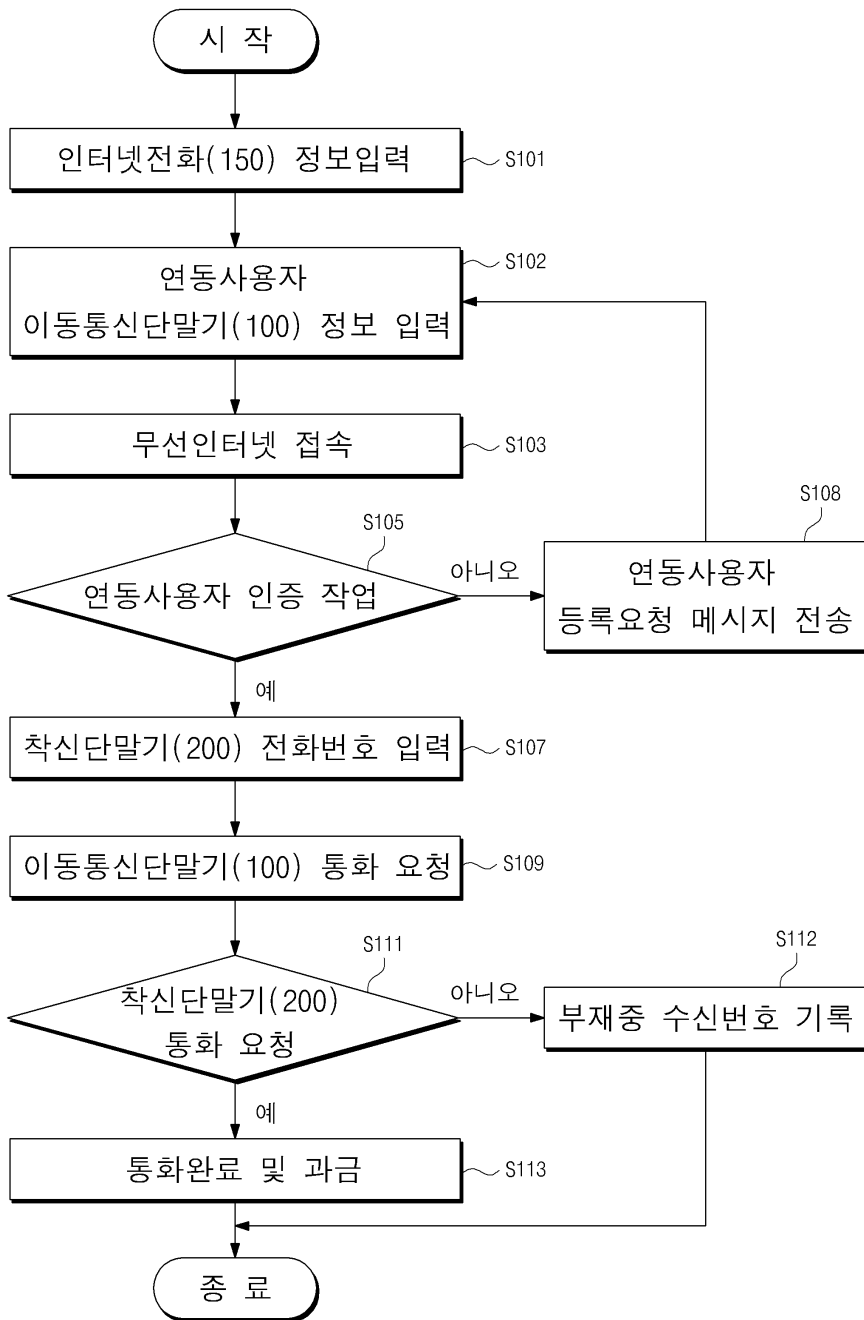 시 작
인터넷전화(150) 정보입력
S101
연동사용자
이동통신단말기(100) 정보 입력
S102
무선인터넷 접속
S103
연동사용자 인증 작업
S105
아니오
연동사용자
등록요청 메시지 전송
S108
예
착신단말기(200) 전화번호 입력
S107
이동통신단말기(100) 통화 요청
S109
착신단말기(200)
통화 요청
S111
아니오
부재중 수신번호 기록
S112
예
통화완료 및 과금
S113
종 료